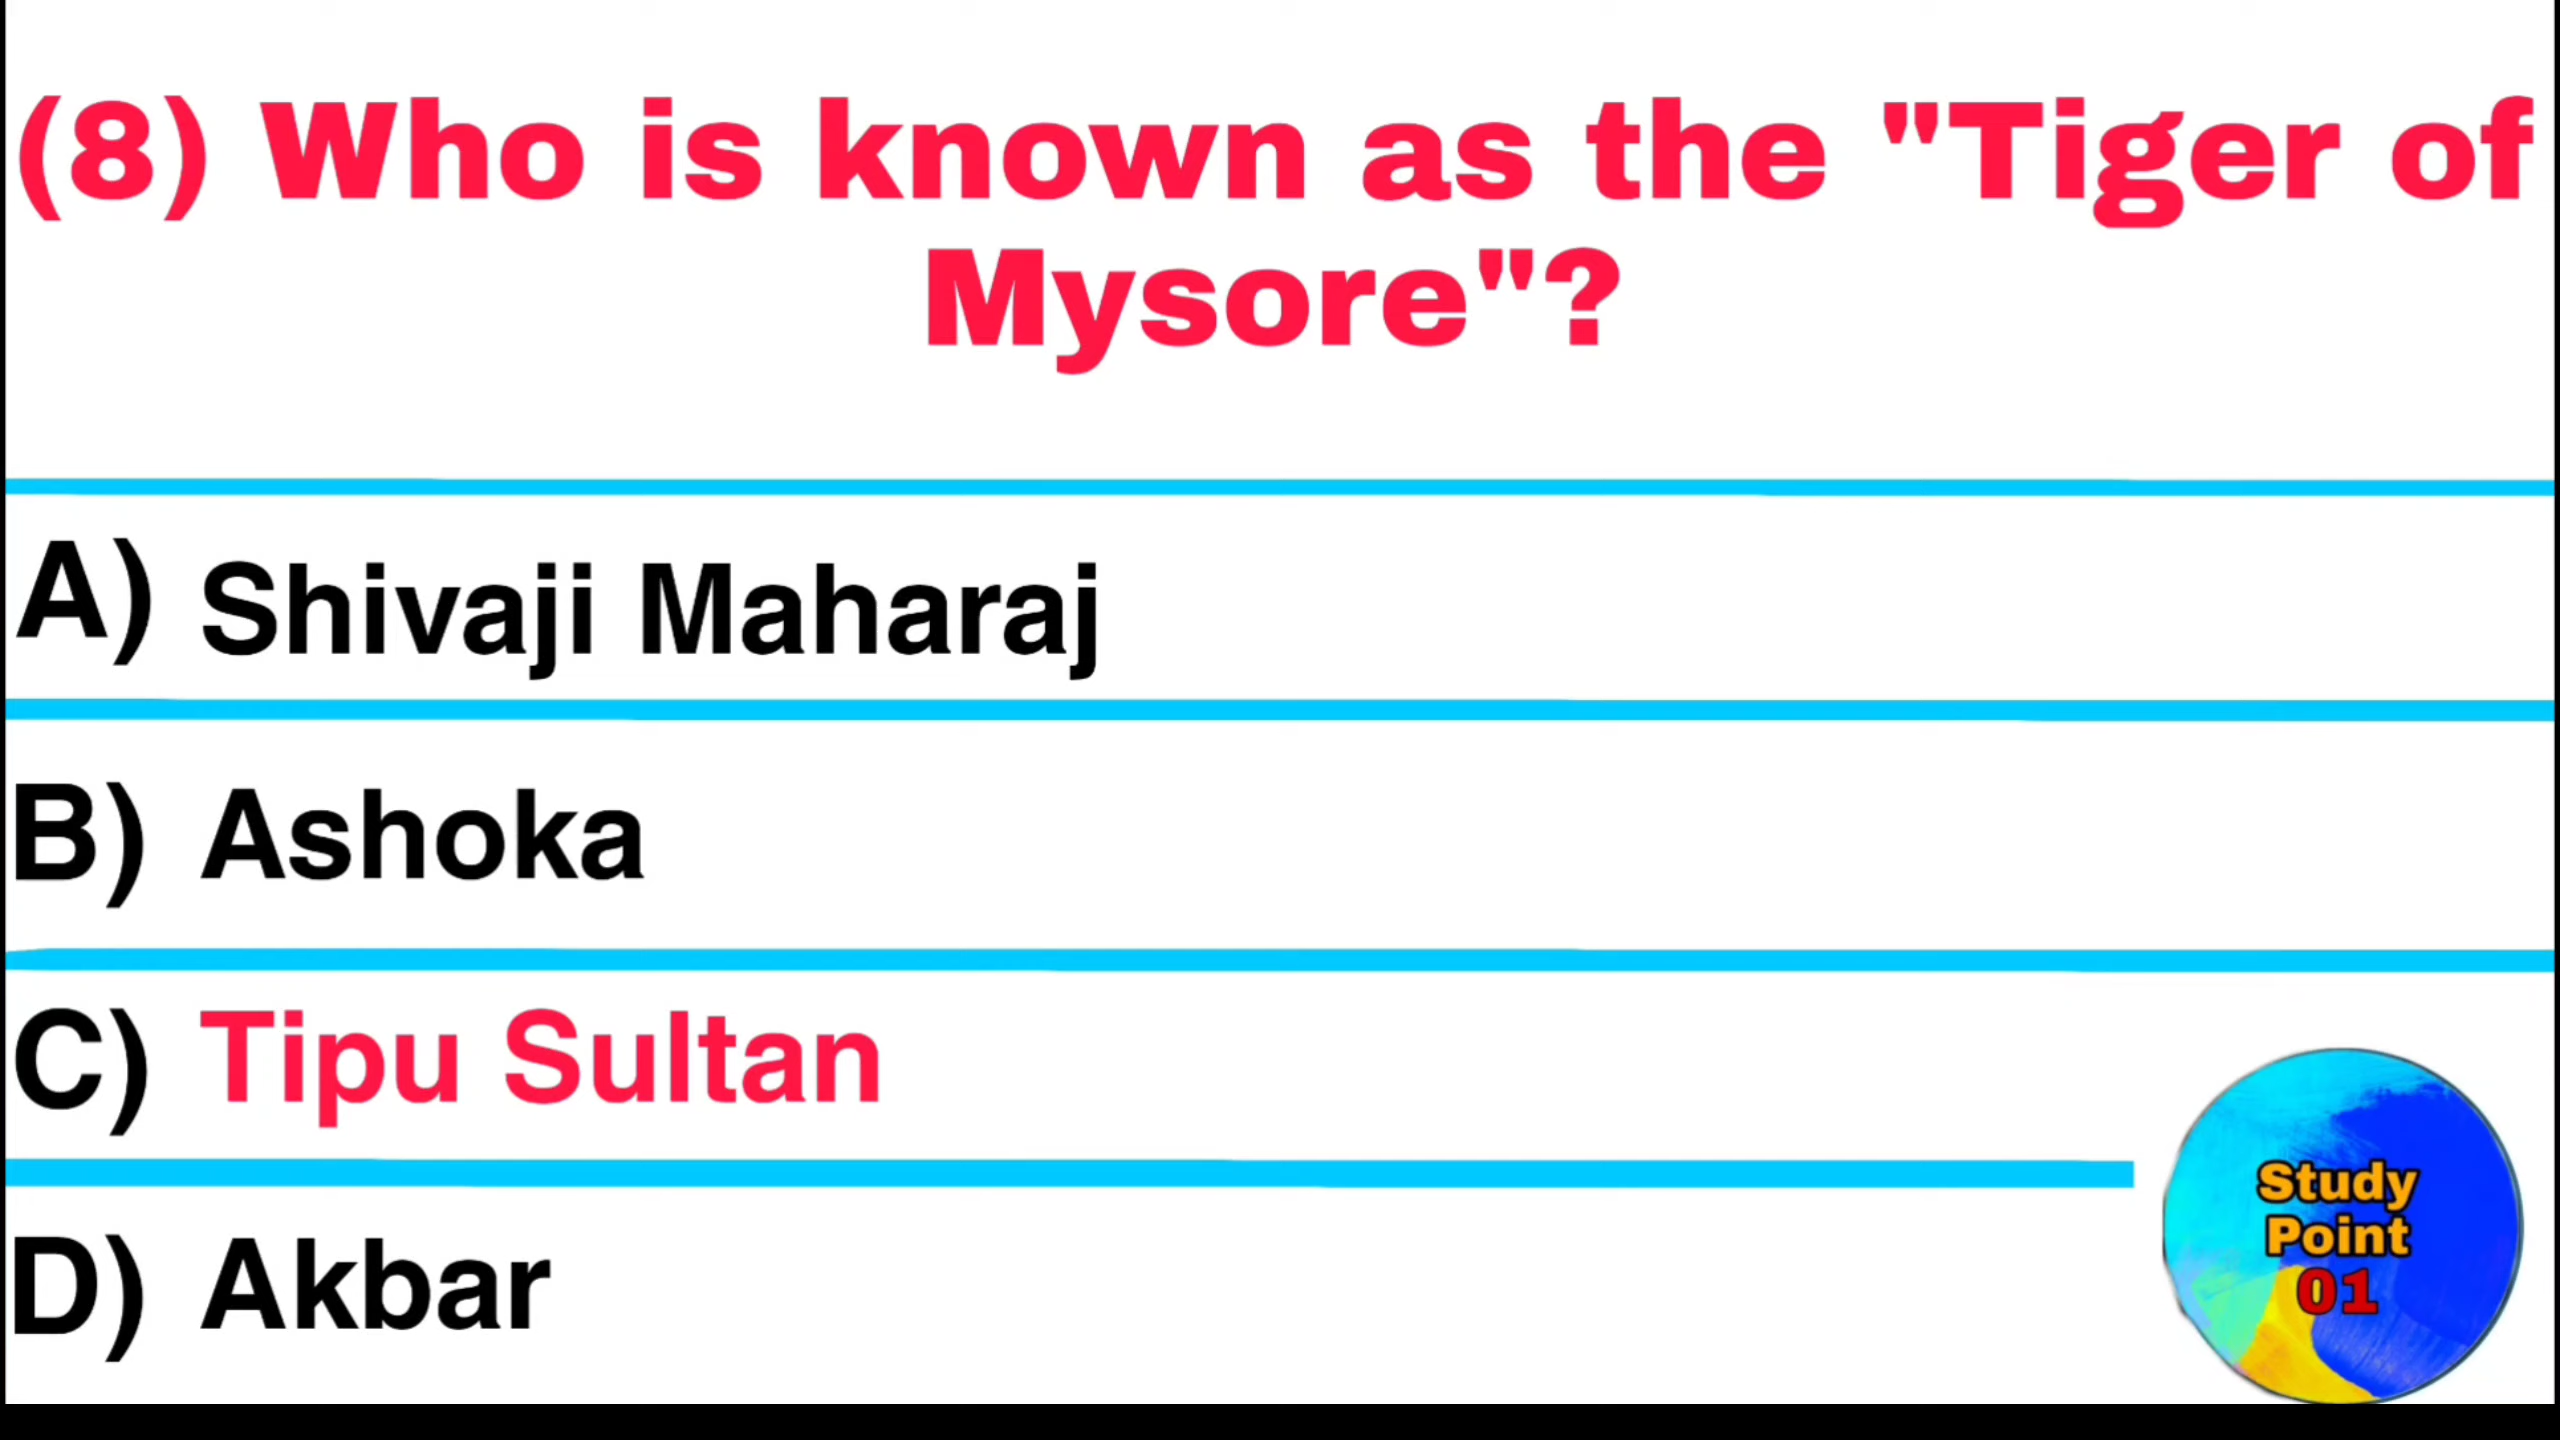 (8) Who is known as the "Tiger of
Mysore"?
A) Shivaji Maharaj
B) Ashoka
C) Tipu Sultan
D) Akbar
Study
Point
01